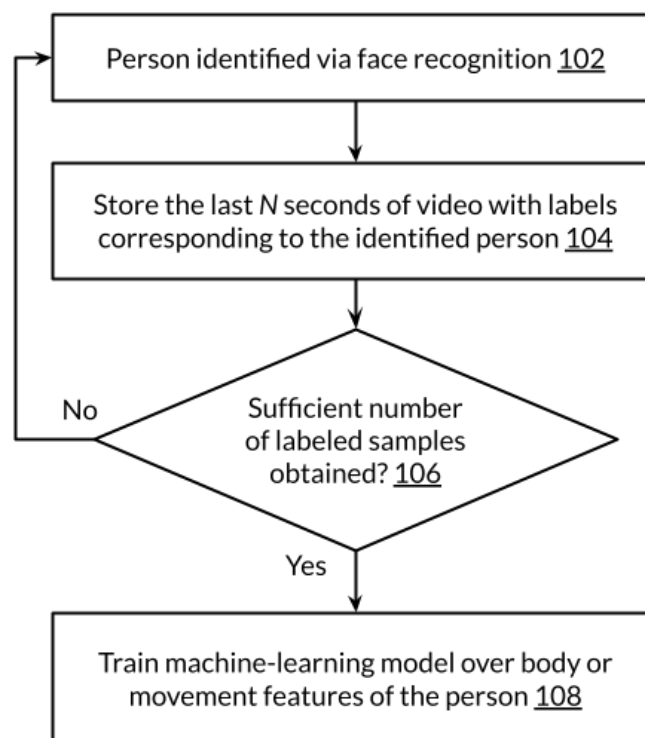 Person identified via face recognition 102
Store the last N seconds of video with labels
corresponding to the identified person 104
Sufficient number
of labeled samples
obtained? 106
No
Yes
Train machine-learning model over body or
movement features of the person 108